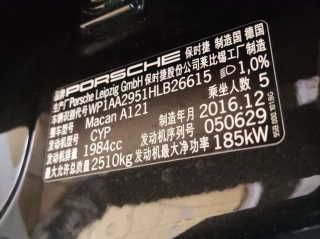 品牌 PORSCHE 保时捷 制造国 德国
生产厂 Porsche Leipzig GmbH 保时捷股份公司莱比锡工厂制造
车辆识别代号 WP1AA2951HLB26615 1,0%
整车型号 Macan A121 乘坐人数 5
发动机型号 CYP 制造年月 2016.12
发动机排量 1984cc 发动机序列号 050629
最大允许总质量 2510kg 发动机最大净功率 185kW